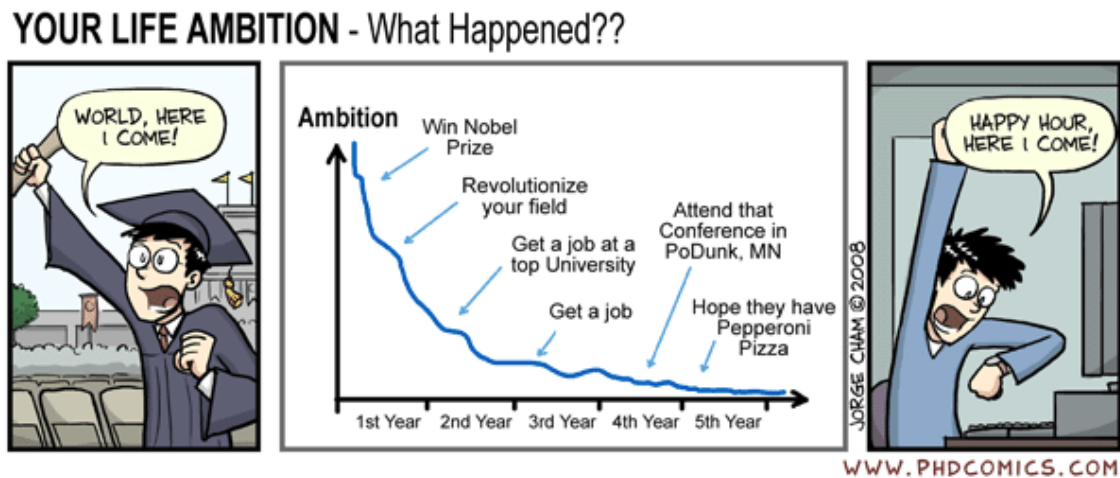 YOUR LIFE AMBITION - What Happened??
WORLD, HERE
I COME!
Ambition
Win Nobel
Prize
Revolutionize
your field
Get a job at a
top University
Get a job
Attend that
Conference in
PoDunk, MN
Hope they have
Pepperoni
Pizza
1st Year 2nd Year 3rd Year 4th Year 5th Year
JORGE CHAM © 2008
HAPPY HOUR,
HERE I COME!
WWW.PHDCOMICS.COM